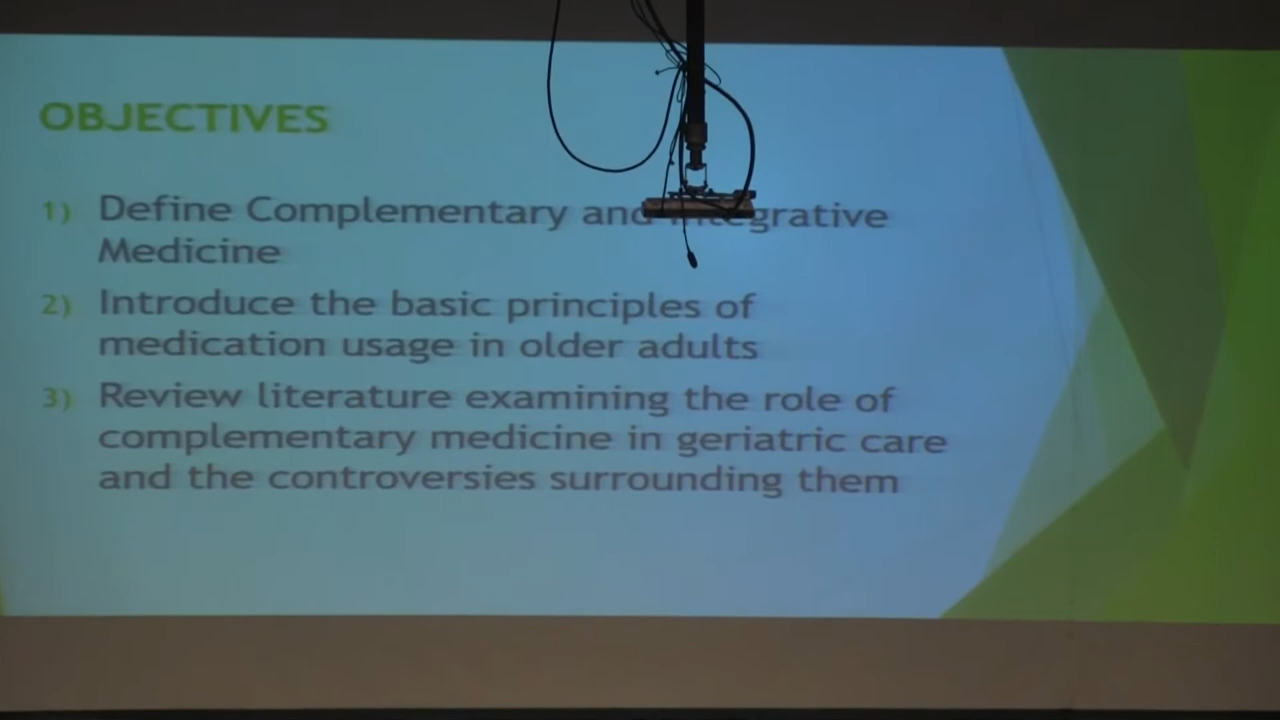 OBJECTIVES
1) Define Complementary and Integrative
Medicine
2) Introduce the basic principles of
medication usage in older adults
3) Review literature examining the role of
complementary medicine in geriatric care
and the controversies surrounding them